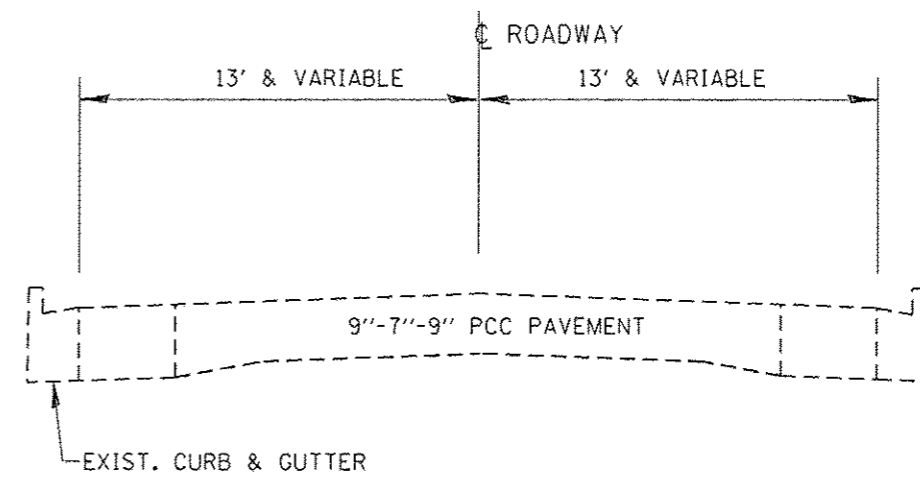 ℄ ROADWAY
13' & VARIABLE
13' & VARIABLE
9"-7"-9" PCC PAVEMENT
EXIST. CURB & GUTTER